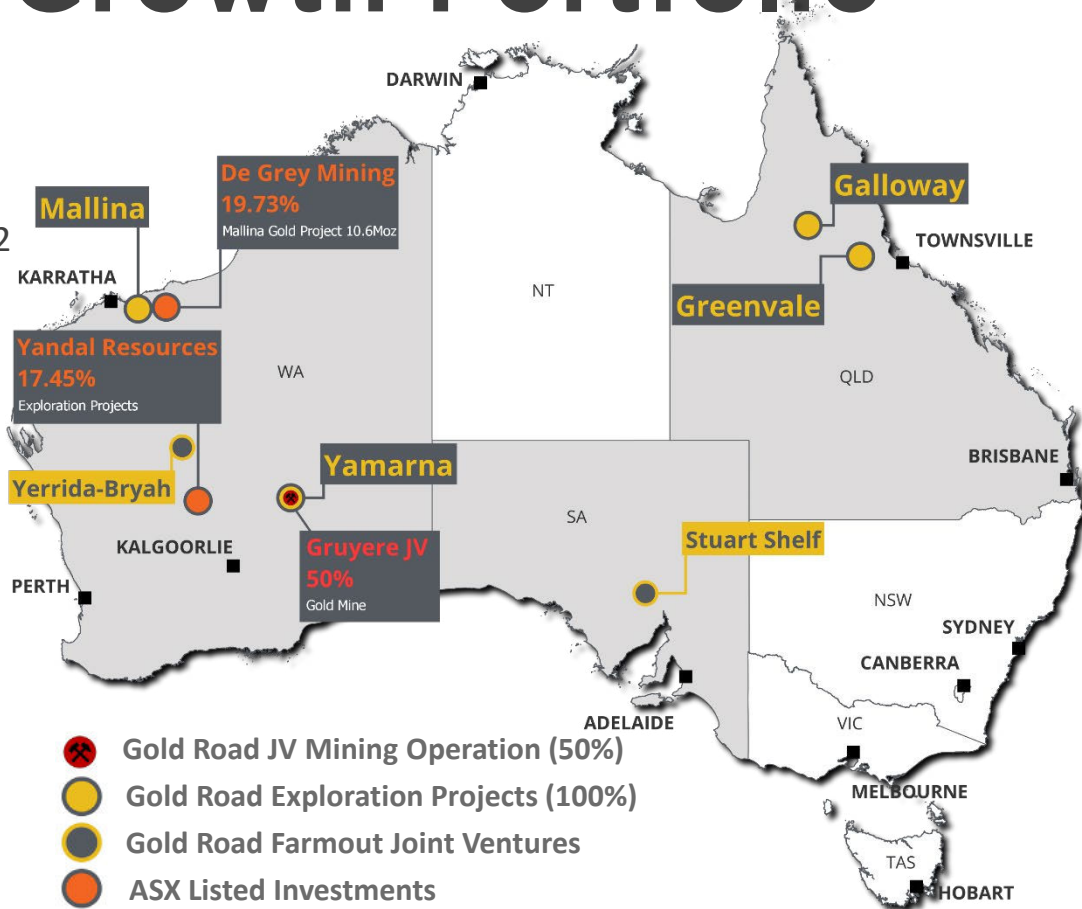 Growth Portfolio
DARWIN
De Grey Mining
19.73%
Mallina Gold Project 10.6Moz
Mallina
Galloway
2
TOWNSVILLE
KARRATHA
NT
Greenvale
Yandal Resources
17.45%
Exploration Projects
WA
QLD
BRISBANE
Yamarna
Yerrida-Bryah
SA
Stuart Shelf
KALGOORLIE
Gruyere JV
50%
Gold Mine
PERTH
NSW
SYDNEY
CANBERRA
ADELAIDE
VIC
MELBOURNE
TAS
HOBART
Gold Road JV Mining Operation (50%)
Gold Road Exploration Projects (100%)
Gold Road Farmout Joint Ventures
ASX Listed Investments